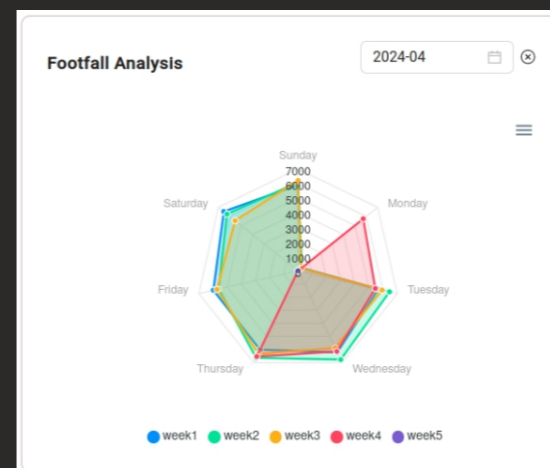 Footfall Analysis
2024-04
Sunday
Monday
Tuesday
Wednesday
Thursday
Friday
Saturday
7000
6000
5000
4000
3000
2000
1000
0
week1
week2
week3
week4
week5